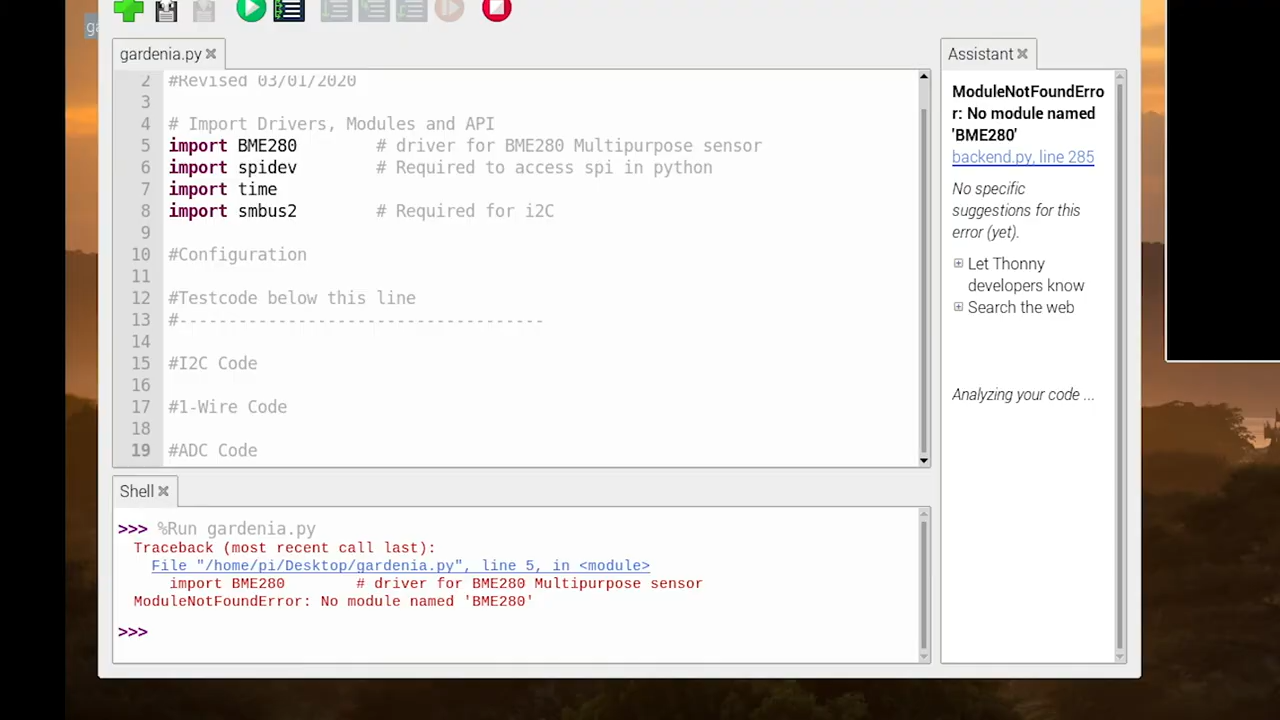 ga
gardenia.py
2 #Revised 03/01/2020
3
4 # Import Drivers, Modules and API
5 import BME280 # driver for BME280 Multipurpose sensor
6 import spidev # Required to access spi in python
7 import time
8 import smbus2 # Required for i2C
9
10 #Configuration
11
12 #Testcode below this line
13 #-------------------------------------
14
15 #I2C Code
16
17 #1-Wire Code
18
19 #ADC Code
Shell
>>> %Run gardenia.py
Traceback (most recent call last):
File "/home/pi/Desktop/gardenia.py", line 5, in <module>
import BME280 # driver for BME280 Multipurpose sensor
ModuleNotFoundError: No module named 'BME280'
>>>
Assistant
ModuleNotFoundErro
r: No module named
'BME280'
backend.py, line 285
No specific
suggestions for this
error (yet).
Let Thonny
developers know
Search the web
Analyzing your code ...